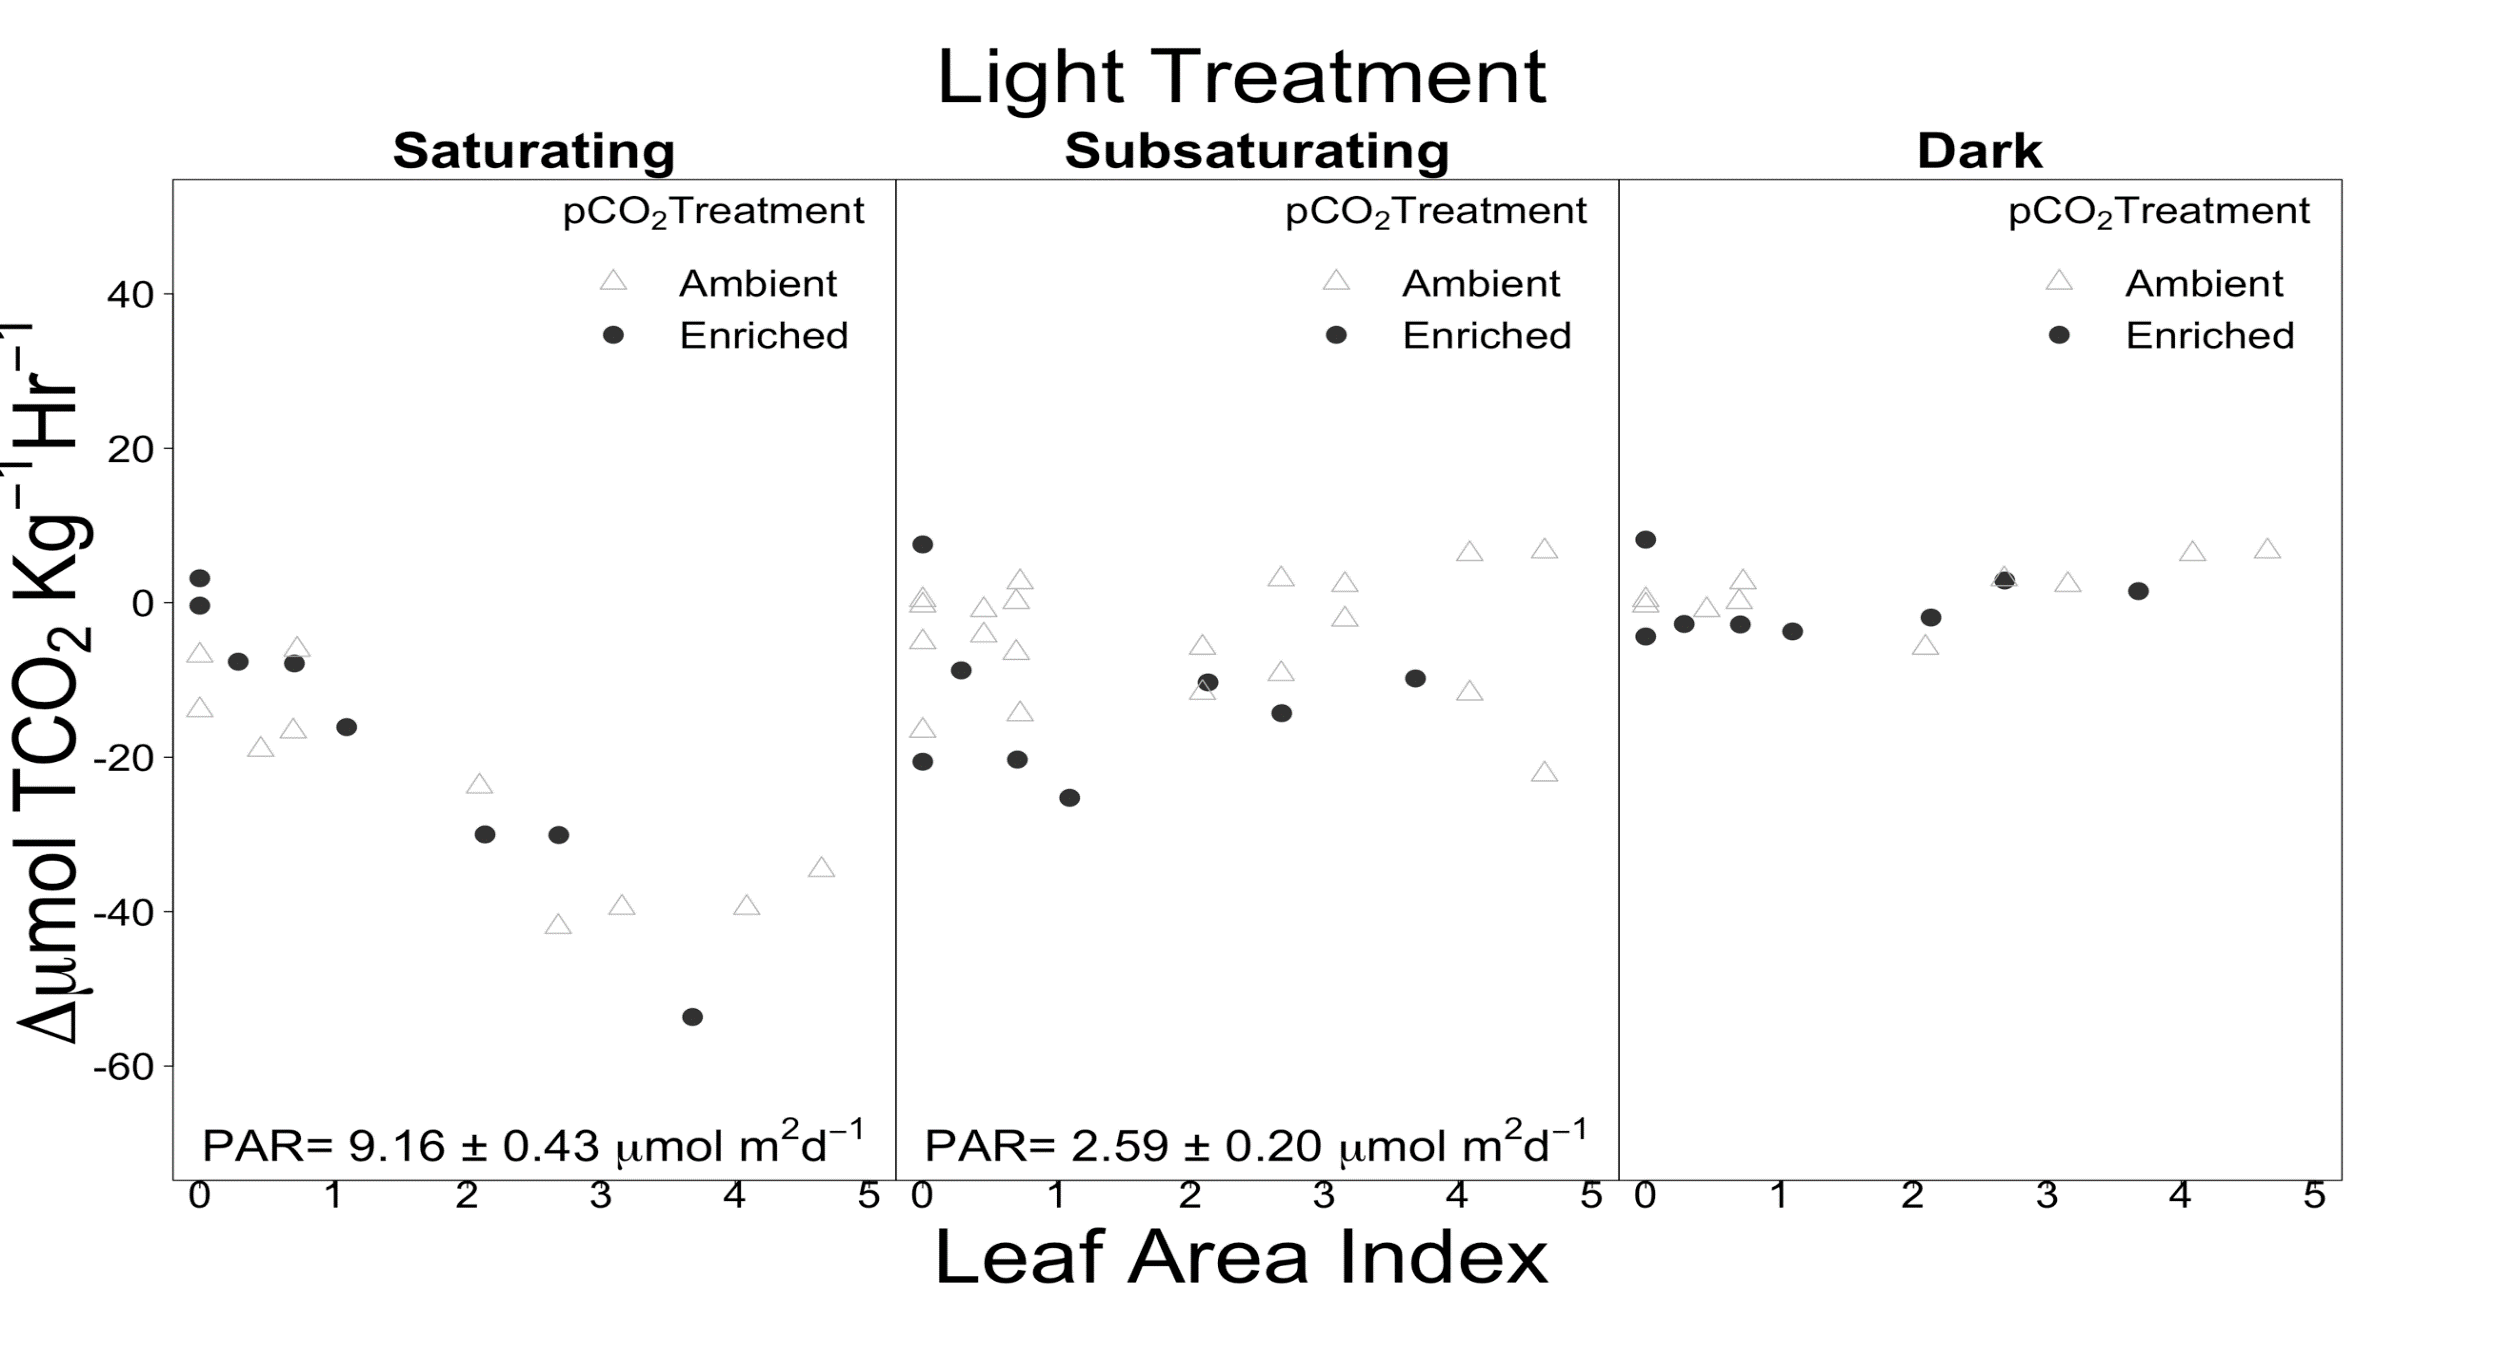 Light Treatment
Saturating
Subsaturating
Dark
ΔμmolTCO₂ Kg⁻¹Hr⁻¹
40
20
0
-20
-40
-60
pCO₂Treatment
Ambient
Enriched
PAR= 9.16 ± 0.43 μmol m²d⁻¹
0 1 2 3 4 5
pCO₂Treatment
Ambient
Enriched
PAR= 2.59 ± 0.20 μmol m²d⁻¹
0 1 2 3 4 5
pCO₂Treatment
Ambient
Enriched
0 1 2 3 4 5
Leaf Area Index